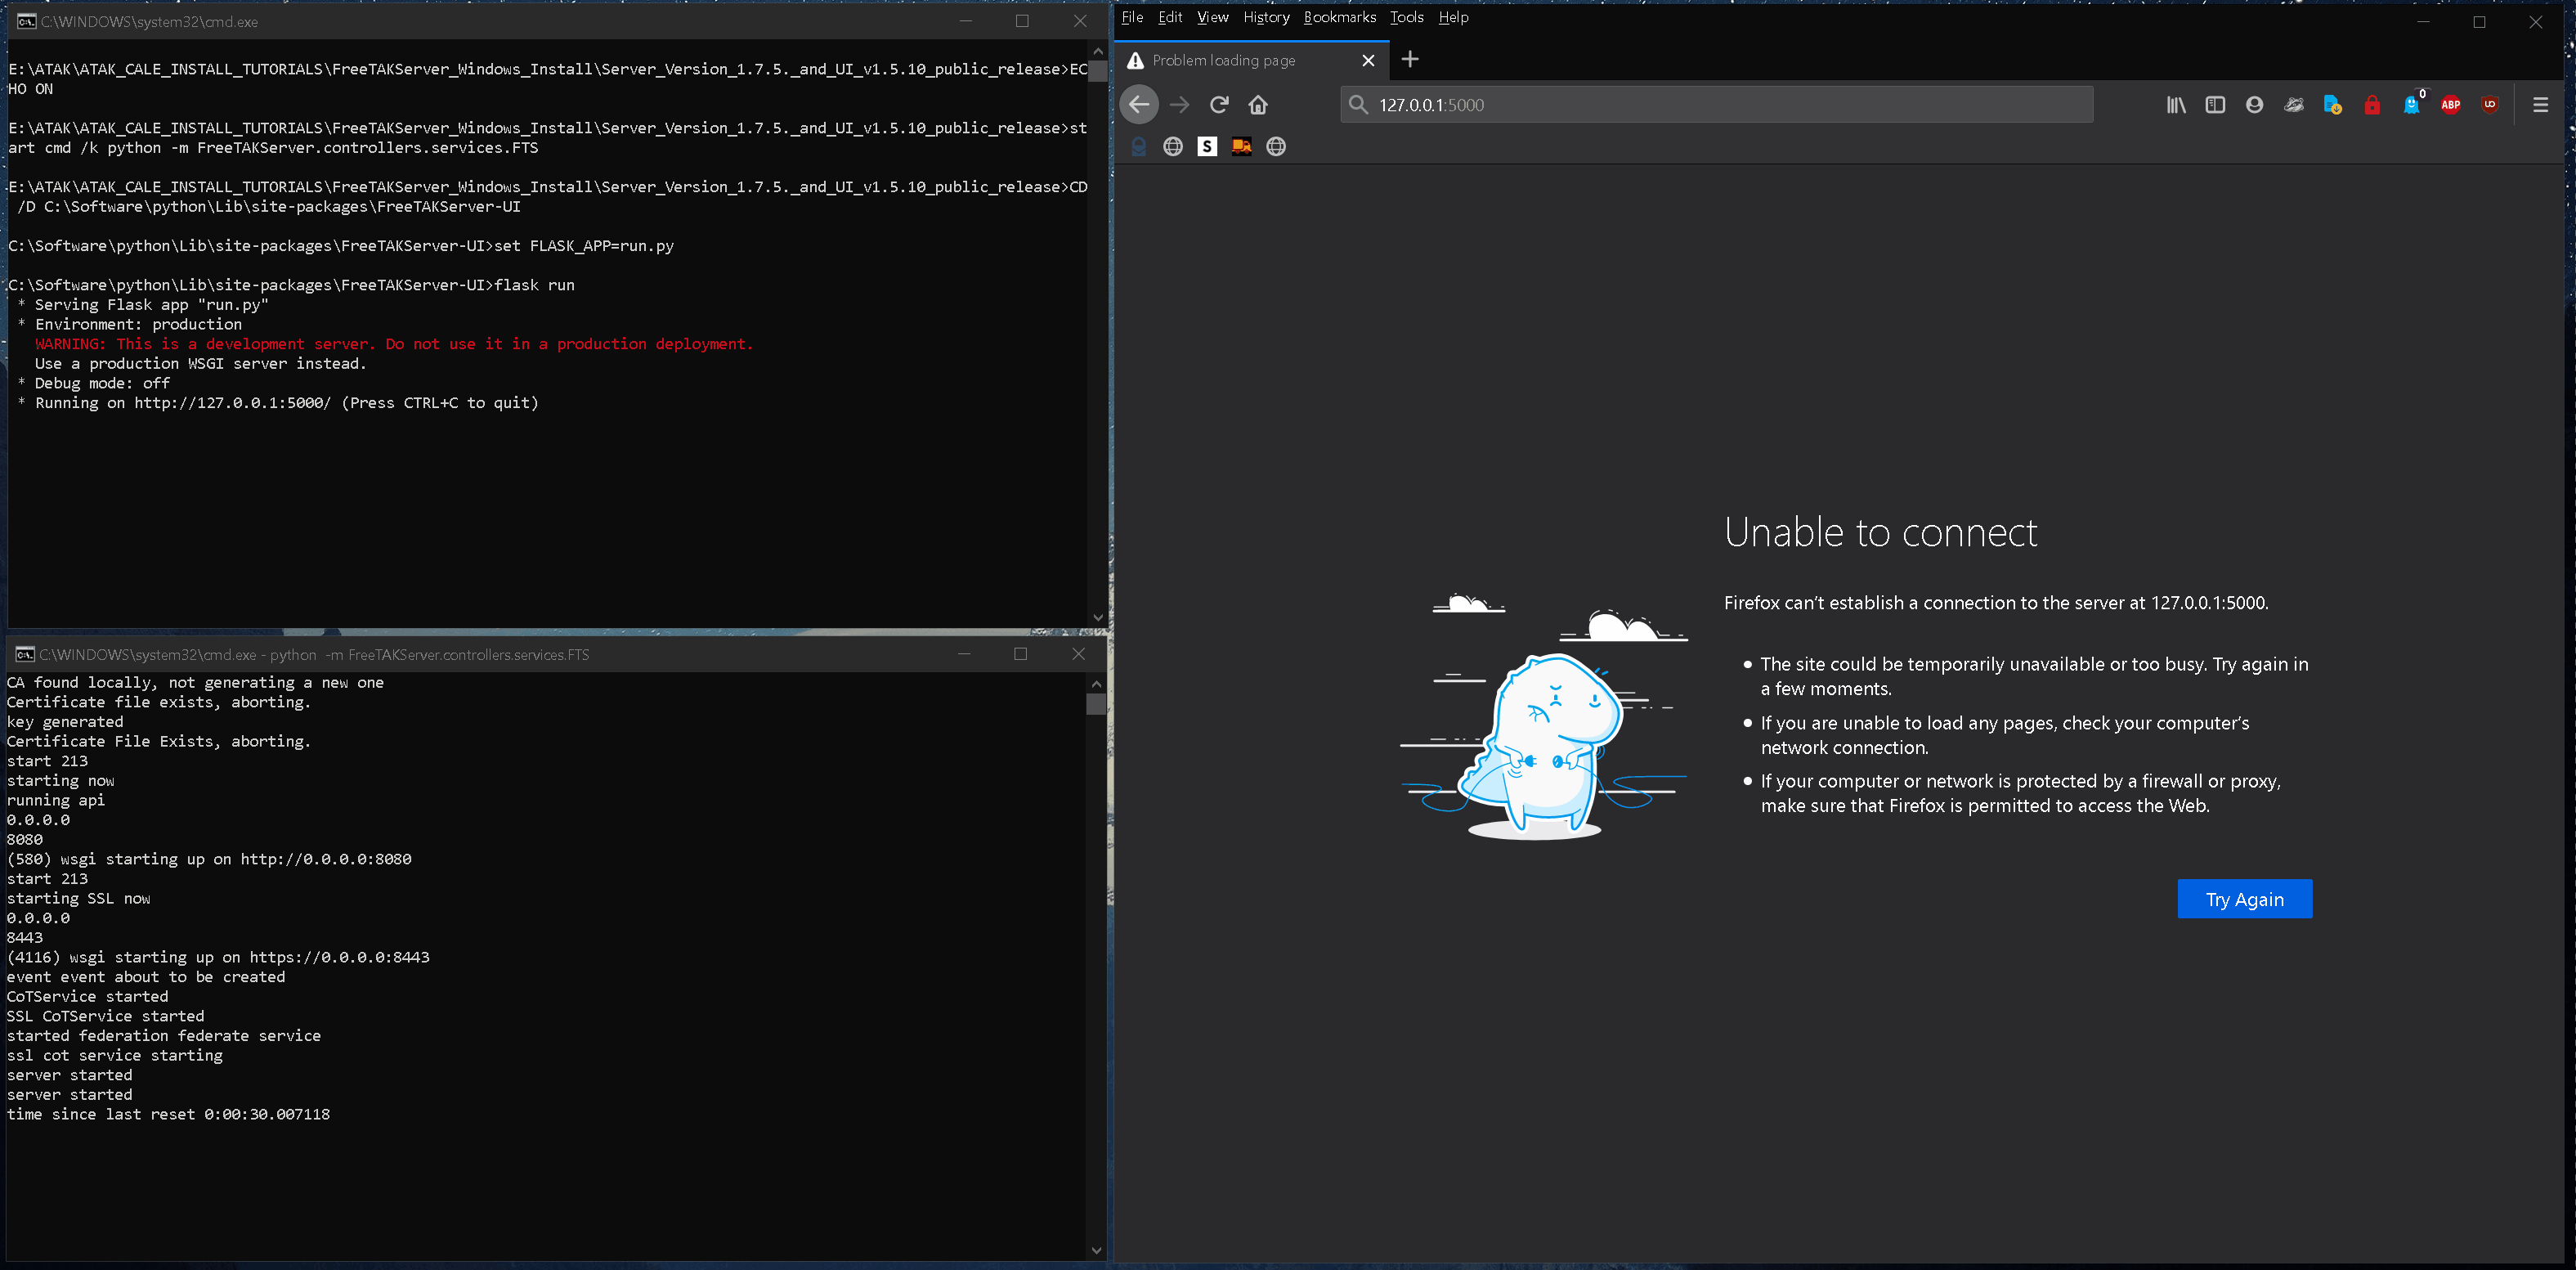 C:\WINDOWS\system32\cmd.exe
E:\ATAK\ATAK_CALE_INSTALL_TUTORIALS\FreeTAKServer_Windows_Install\Server_Version_1.7.5._and_UI_v1.5.10_public_release>EC
HO ON
E:\ATAK\ATAK_CALE_INSTALL_TUTORIALS\FreeTAKServer_Windows_Install\Server_Version_1.7.5._and_UI_v1.5.10_public_release>st
art cmd /k python -m FreeTAKServer.controllers.services.FTS
E:\ATAK\ATAK_CALE_INSTALL_TUTORIALS\FreeTAKServer_Windows_Install\Server_Version_1.7.5._and_UI_v1.5.10_public_release>CD
/D C:\Software\python\Lib\site-packages\FreeTAKServer-UI
C:\Software\python\Lib\site-packages\FreeTAKServer-UI>set FLASK_APP=run.py
C:\Software\python\Lib\site-packages\FreeTAKServer-UI>flask run
* Serving Flask app "run.py"
* Environment: production
WARNING: This is a development server. Do not use it in a production deployment.
Use a production WSGI server instead.
* Debug mode: off
* Running on http://127.0.0.1:5000/ (Press CTRL+C to quit)
C:\WINDOWS\system32\cmd.exe - python -m FreeTAKServer.controllers.services.FTS
CA found locally, not generating a new one
Certificate file exists, aborting.
key generated
Certificate File Exists, aborting.
start 213
starting now
running api
0.0.0.0
8080
(580) wsgi starting up on http://0.0.0.0:8080
start 213
starting SSL now
0.0.0.0
8443
(4116) wsgi starting up on https://0.0.0.0:8443
event event about to be created
CoTService started
SSL CoTService started
started federation federate service
ssl cot service starting
server started
server started
time since last reset 0:00:30.007118
File Edit View History Bookmarks Tools Help
Problem loading page
127.0.0.1:5000
0
ABP
S
Unable to connect
Firefox can't establish a connection to the server at 127.0.0.1:5000.
● The site could be temporarily unavailable or too busy. Try again in
a few moments.
● If you are unable to load any pages, check your computer's
network connection.
● If your computer or network is protected by a firewall or proxy,
make sure that Firefox is permitted to access the Web.
Try Again